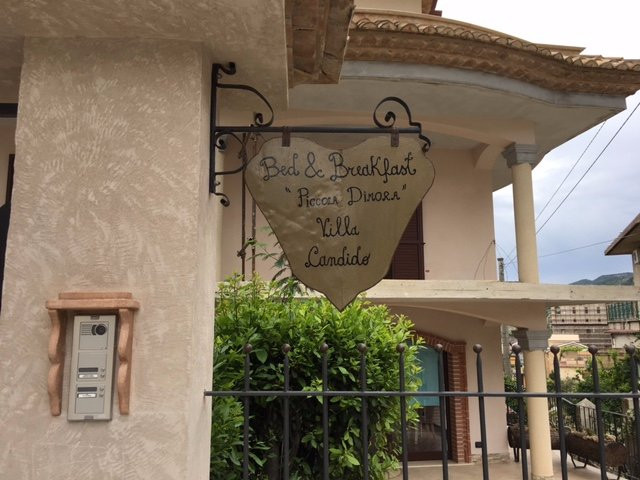 Bed & Breakfast
"Piccola Dimora"
Villa
Candido